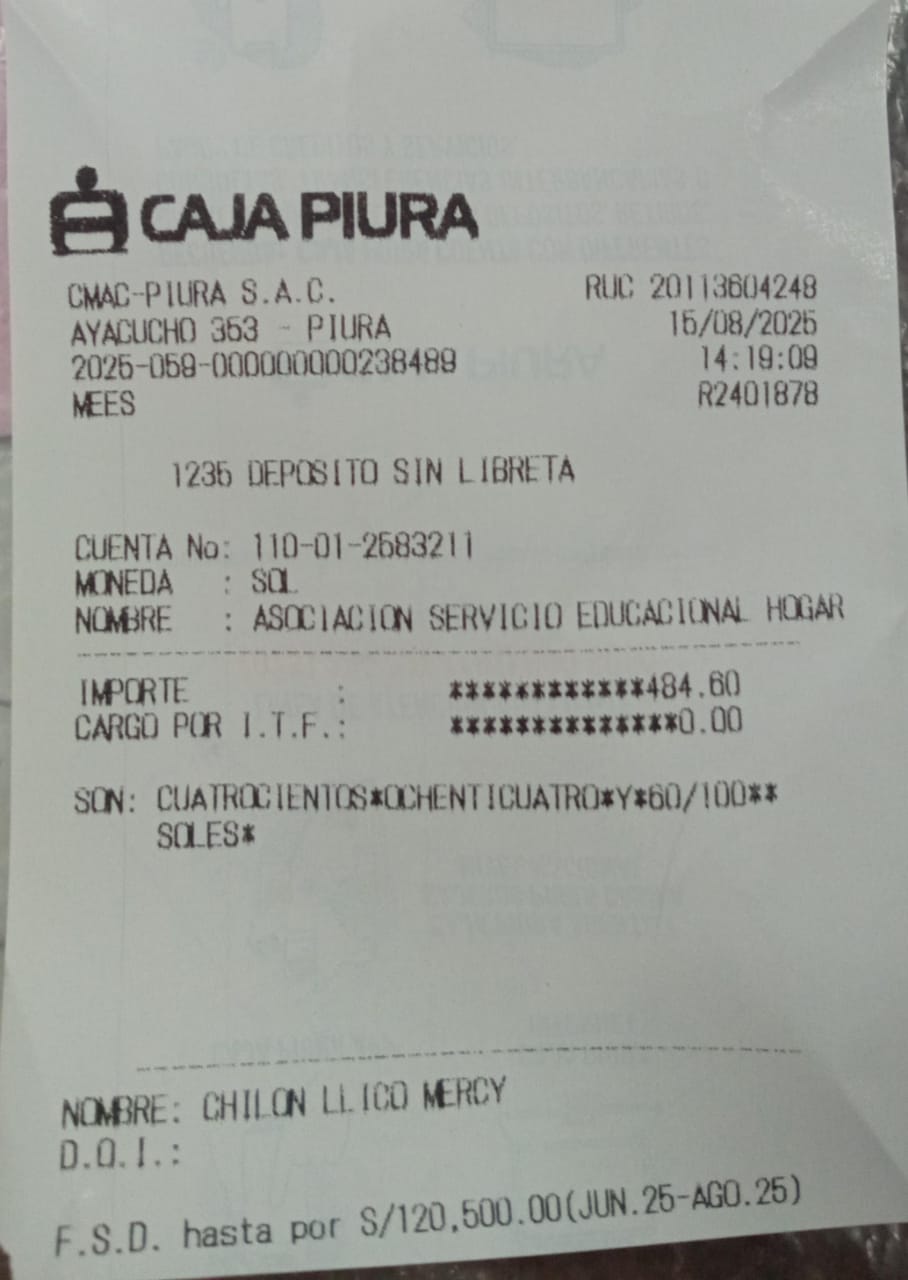 CAJA PIURA
CMAC-PIURA S.A.C. RUC 20113604248
AYACUCHO 353 - PIURA 15/08/2025
2025-059-000000000238489 14:19:09
MEES R2401878
1235 DEPOSITO SIN LIBRETA
CUENTA No: 110-01-2583211
MONEDA : SOL
NOMBRE : ASOCIACION SERVICIO EDUCACIONAL HOGAR
IMPORTE : ************484.60
CARGO POR I.T.F.: **************0.00
SON: CUATROCIENTOS*OCHENTICUATRO*Y*60/100**
SOLES*
NOMBRE: CHILON LLICO MERCY
D.O.I.:
F.S.D. hasta por S/120,500.00(JUN.25-AGO.25)